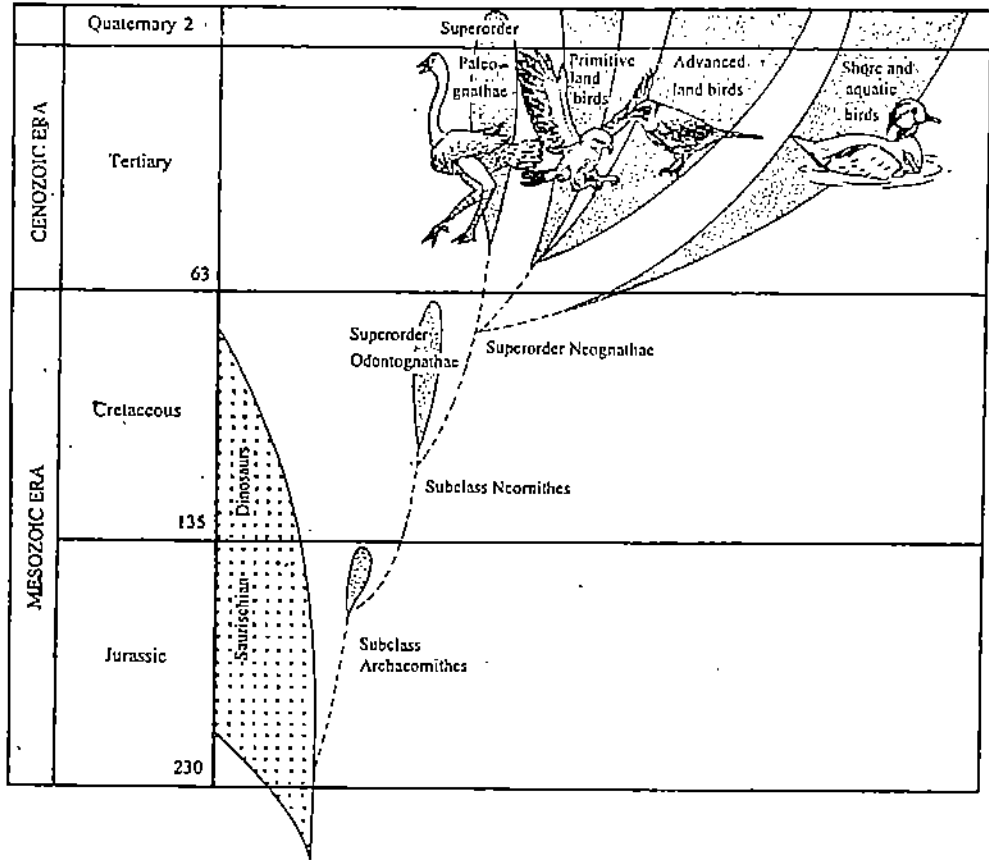 Quaternary 2
Superorder
Paleo-
gnathae
Primitive
land
birds
Advanced
land birds
Shore and
aquatic
birds
CENOZOIC ERA
Tertiary
63
Superorder
Odontognathae
Superorder Neognathae
MESOZOIC ERA
Cretaceous
Saurischian Dinosaurs
Subclass Neornithes
135
Jurassic
Subclass
Archaeornithes
230